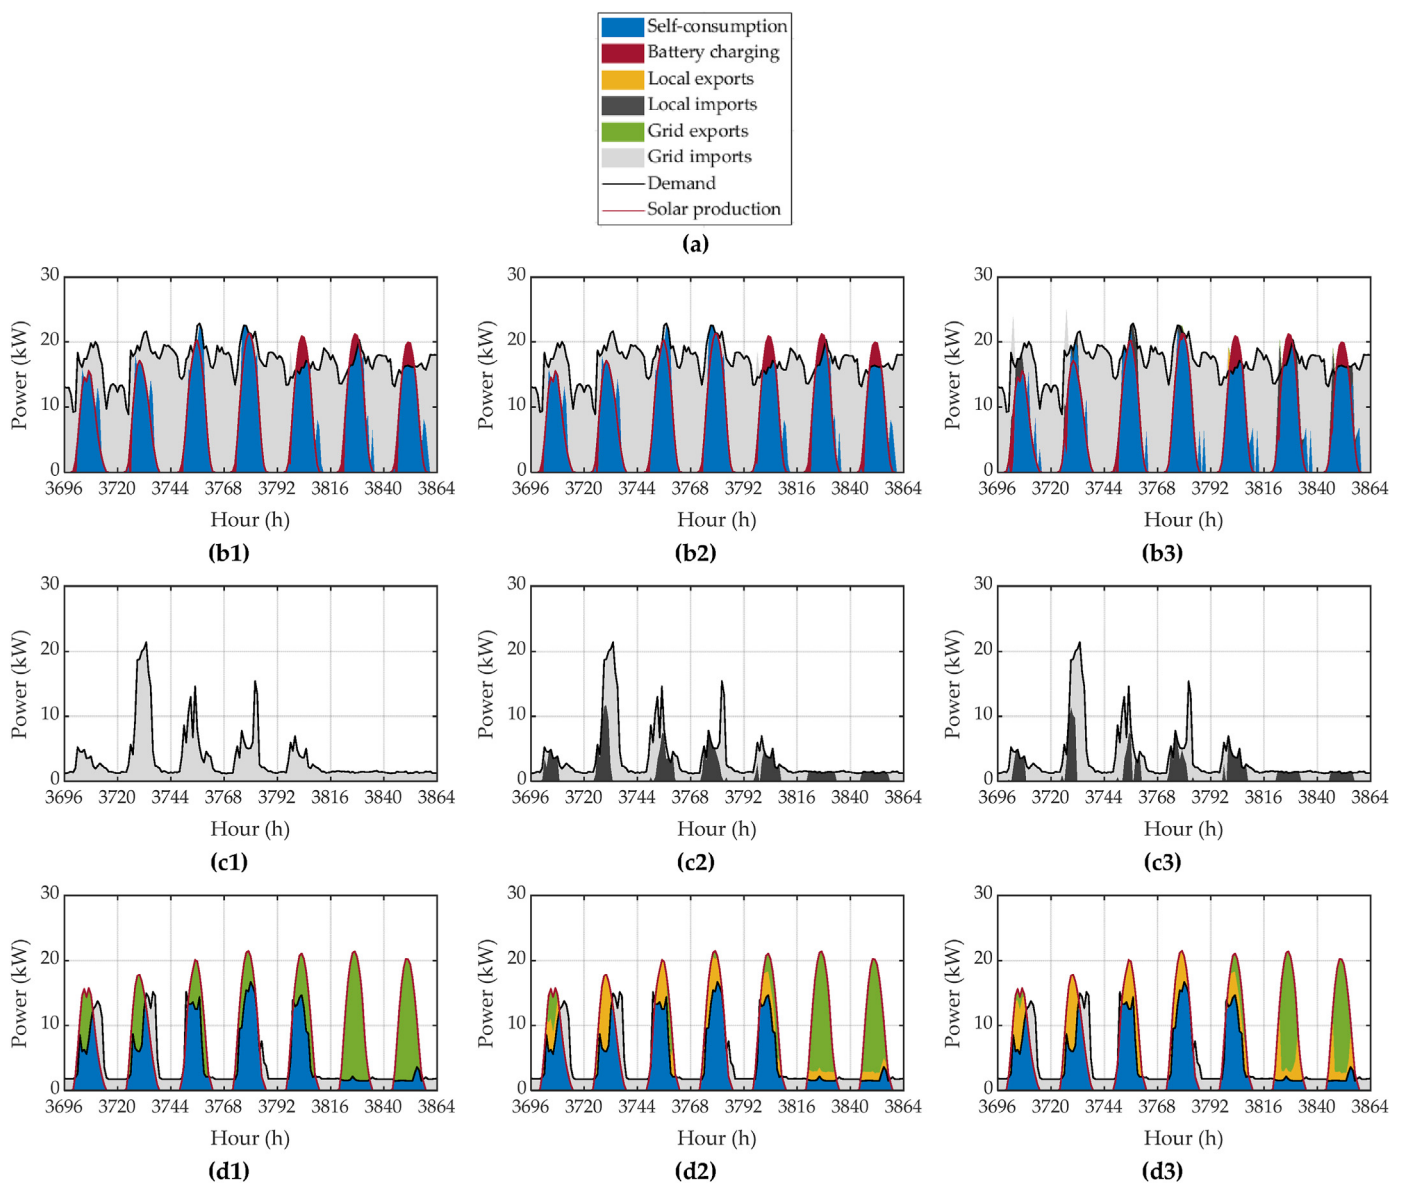 Self-consumption
Battery charging
Local exports
Local imports
Grid exports
Grid imports
Demand
Solar production
(a)
30
20
10
0
Power (kW)
3696 3720 3744 3768 3792 3816 3840 3864
Hour (h)
(b1)
30
20
10
0
Power (kW)
3696 3720 3744 3768 3792 3816 3840 3864
Hour (h)
(b2)
30
20
10
0
Power (kW)
3696 3720 3744 3768 3792 3816 3840 3864
Hour (h)
(b3)
30
20
10
0
Power (kW)
3696 3720 3744 3768 3792 3816 3840 3864
Hour (h)
(c1)
30
20
10
0
Power (kW)
3696 3720 3744 3768 3792 3816 3840 3864
Hour (h)
(c2)
30
20
10
0
Power (kW)
3696 3720 3744 3768 3792 3816 3840 3864
Hour (h)
(c3)
30
20
10
0
Power (kW)
3696 3720 3744 3768 3792 3816 3840 3864
Hour (h)
(d1)
30
20
10
0
Power (kW)
3696 3720 3744 3768 3792 3816 3840 3864
Hour (h)
(d2)
30
20
10
0
Power (kW)
3696 3720 3744 3768 3792 3816 3840 3864
Hour (h)
(d3)